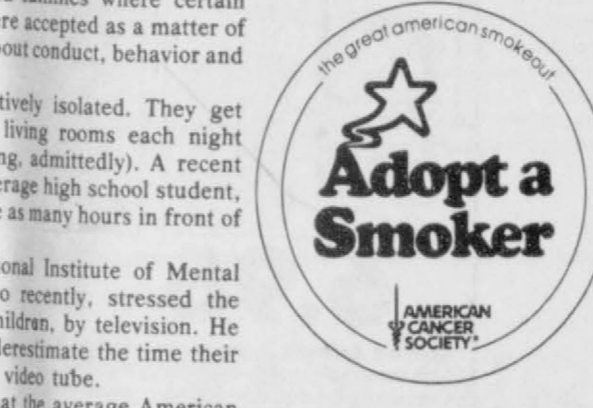 families where certain
re accepted as a matter of
out conduct, behavior and
tively isolated. They get
living rooms each night
ng, admittedly). A recent
erage high school student,
e as many hours in front of
onal Institute of Mental
o recently, stressed the
hildren, by television. He
derestimate the time their
video tube.
at the average American
the great american smokeout
Adopt a
Smoker
AMERICAN
CANCER
SOCIETY®